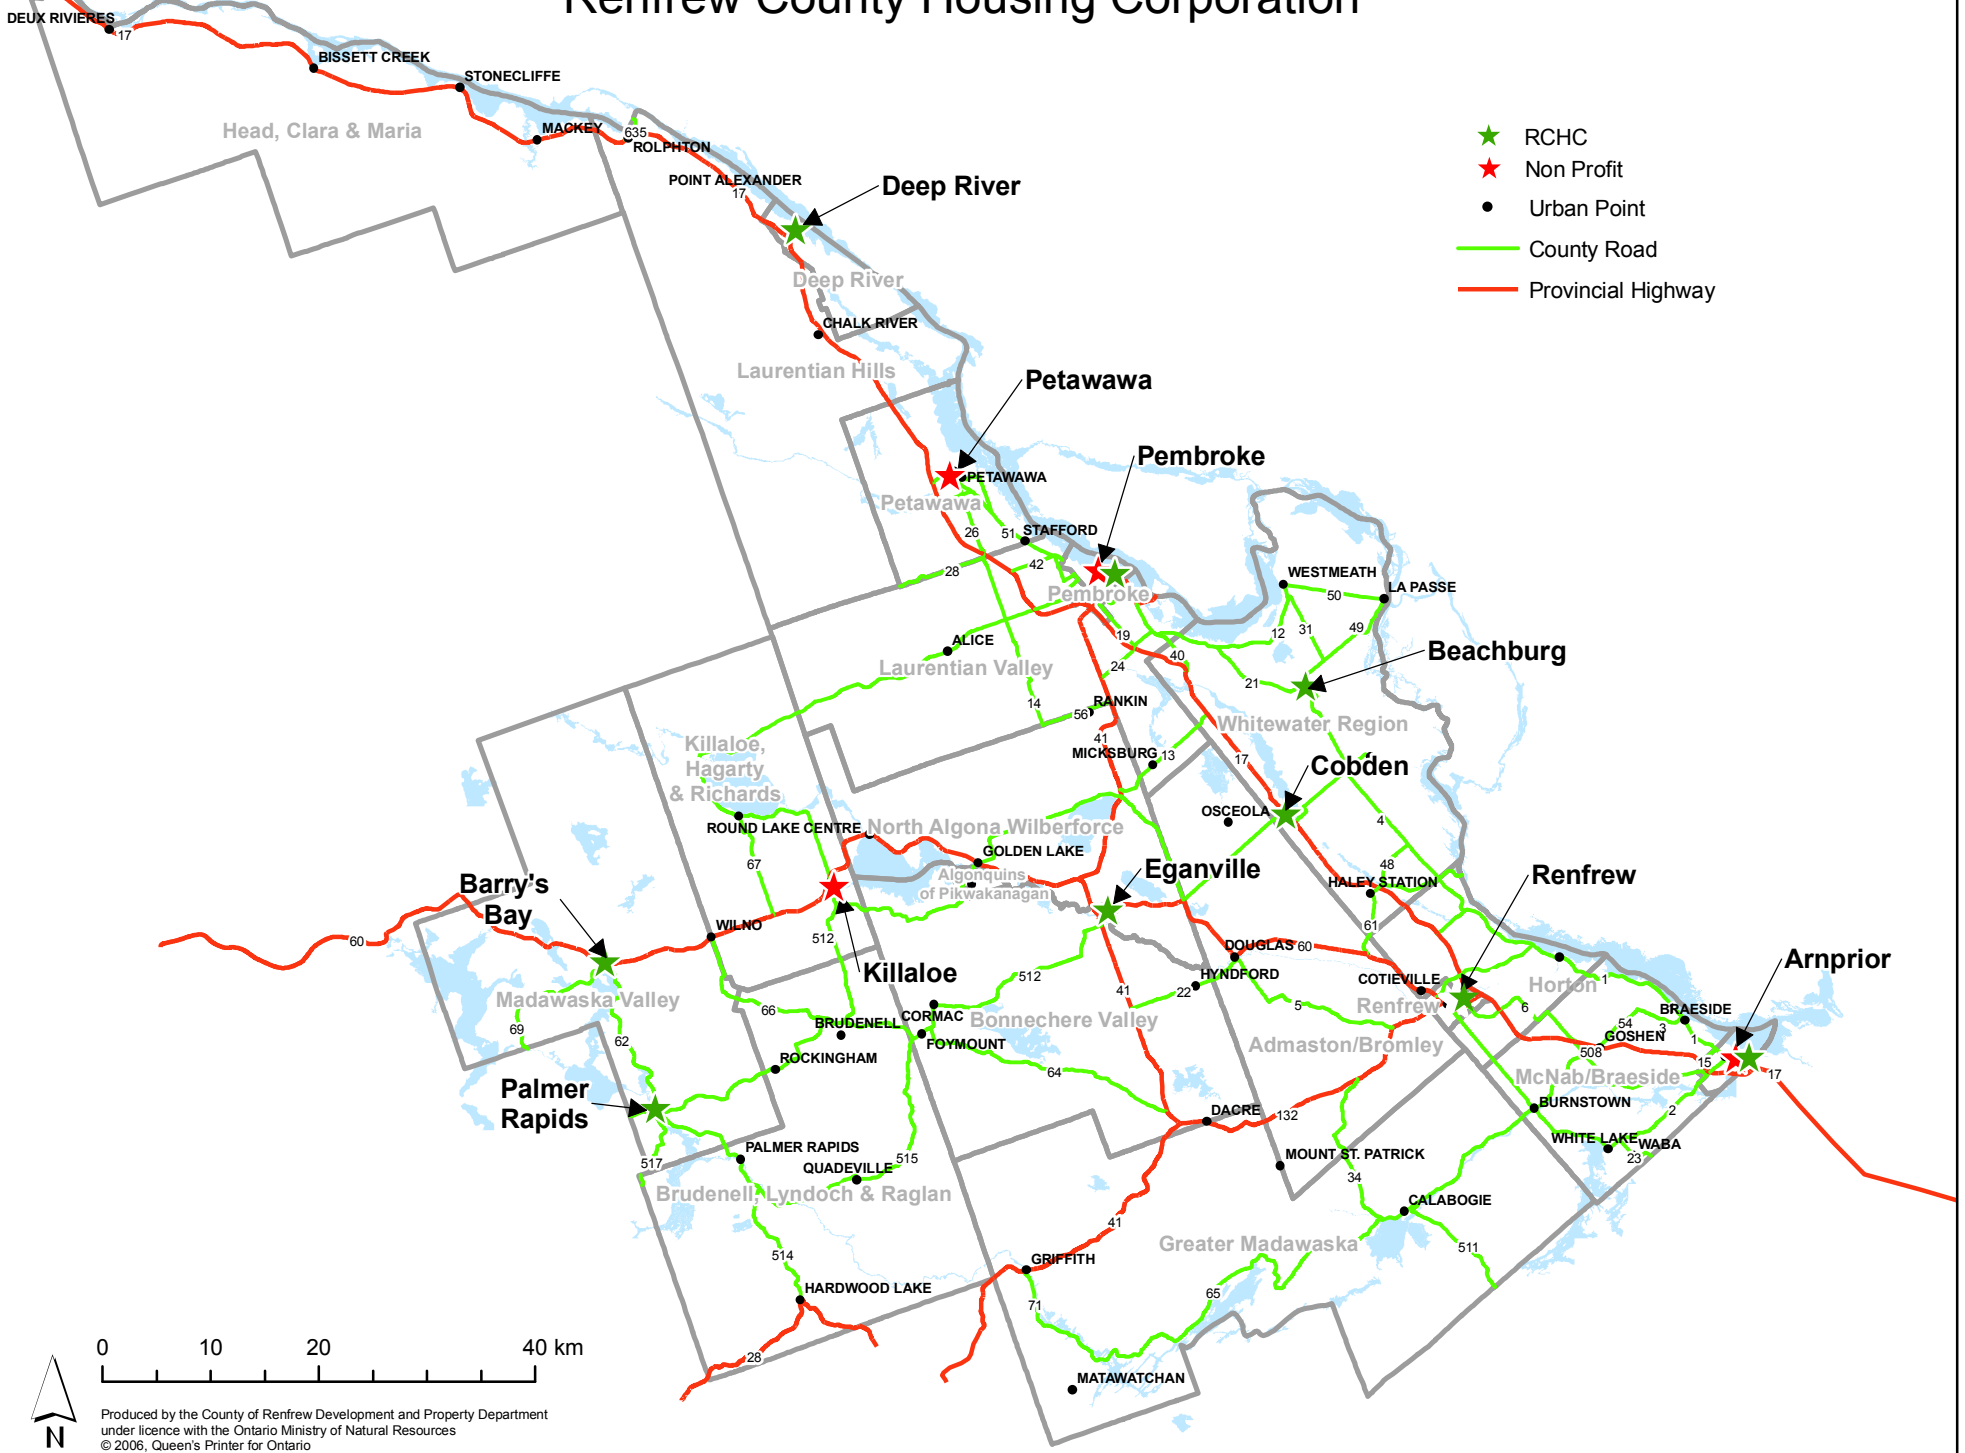 Renfrew County Housing Corporation
DEUX RIVIERES
17
BISSETT CREEK
STONECLIFFE
Head, Clara & Maria
MACKEY
635
ROLPHTON
POINT ALEXANDER
17
Deep River
RCHC
Non Profit
Urban Point
County Road
Provincial Highway
Deep River
CHALK RIVER
Laurentian Hills
Petawawa
Pembroke
PETAWAWA
Petawawa
26
51
STAFFORD
42
28
Pembroke
WESTMEATH
50
LA PASSE
12
31
49
19
40
24
ALICE
Laurentian Valley
Beachburg
21
14
56
RANKIN
Whitewater Region
41
MICKSBURG
13
17
Cobden
Killaloe,
Hagarty
& Richards
ROUND LAKE CENTRE
North Algona Wilberforce
OSCEOLA
4
67
GOLDEN LAKE
Algonquins
of Pikwakanagan
Eganville
48
HALEY STATION
Renfrew
Barry's
Bay
60
WILNO
512
Killaloe
61
DOUGLAS
60
HYNDFORD
COTIEVILLE
Arnprior
512
41
22
5
Renfrew
Horton
1
6
BRAESIDE
Madawaska Valley
69
62
66
BRUDENELL
CORMAC
FOYMOUNT
Bonnechere Valley
Admaston/Bromley
54
3
GOSHEN
1
508
15
17
ROCKINGHAM
64
McNab/Braeside
Palmer
Rapids
BURNSTOWN
2
DACRE
132
WHITE LAKE
WABA
23
517
PALMER RAPIDS
QUADEVILLE
515
MOUNT ST. PATRICK
34
Brudenell, Lyndoch & Raglan
CALABOGIE
41
514
Greater Madawaska
511
GRIFFITH
HARDWOOD LAKE
71
65
28
MATAWATCHAN
0 10 20 40 km
N
Produced by the County of Renfrew Development and Property Department
under licence with the Ontario Ministry of Natural Resources
© 2006, Queen's Printer for Ontario